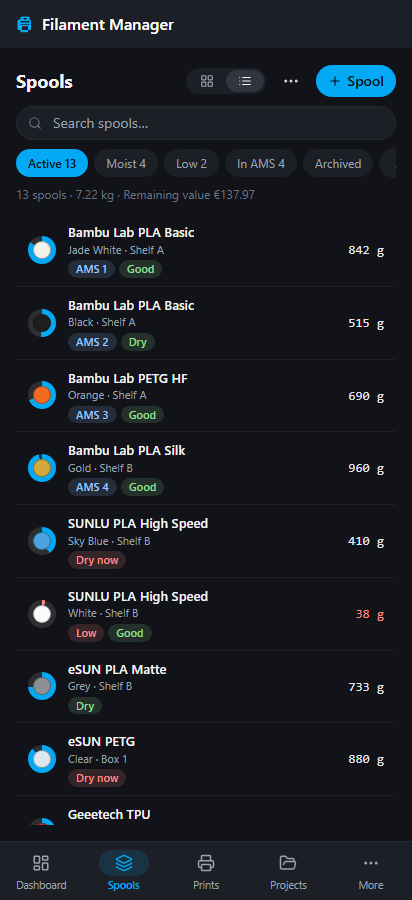 Filament Manager
Spools
+ Spool
Search spools...
Active 13 Moist 4 Low 2 In AMS 4 Archived
13 spools · 7.22 kg · Remaining value €137.97
Bambu Lab PLA Basic
Jade White · Shelf A
842 g
AMS 1 Good
Bambu Lab PLA Basic
Black · Shelf A
515 g
AMS 2 Dry
Bambu Lab PETG HF
Orange · Shelf A
690 g
AMS 3 Good
Bambu Lab PLA Silk
Gold · Shelf B
960 g
AMS 4 Good
SUNLU PLA High Speed
Sky Blue · Shelf B
410 g
Dry now
SUNLU PLA High Speed
White · Shelf B
38 g
Low Good
eSUN PLA Matte
Grey · Shelf B
733 g
Dry
eSUN PETG
Clear · Box 1
880 g
Dry now
Geeetech TPU
Dashboard Spools Prints Projects More